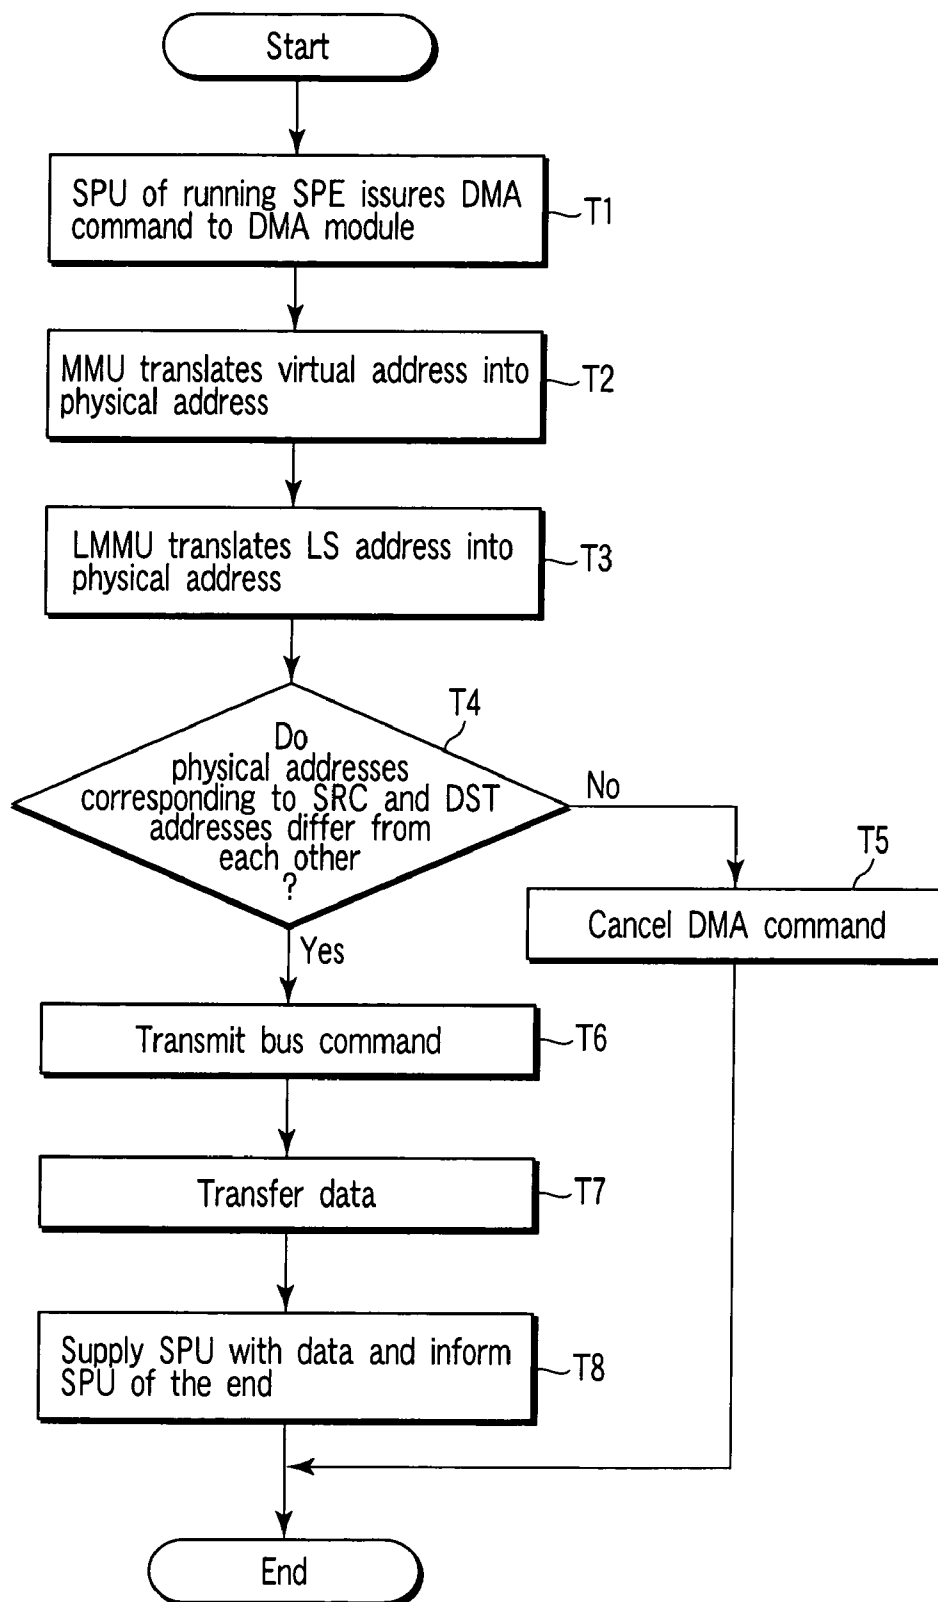 Start
SPU of running SPE issures DMA
command to DMA module
T1
MMU translates virtual address into
physical address
T2
LMMU translates LS address into
physical address
T3
T4
Do
physical addresses
corresponding to SRC and DST
addresses differ from
each other
?
No
Yes
T5
Cancel DMA command
Transmit bus command
T6
Transfer data
T7
Supply SPU with data and inform
SPU of the end
T8
End